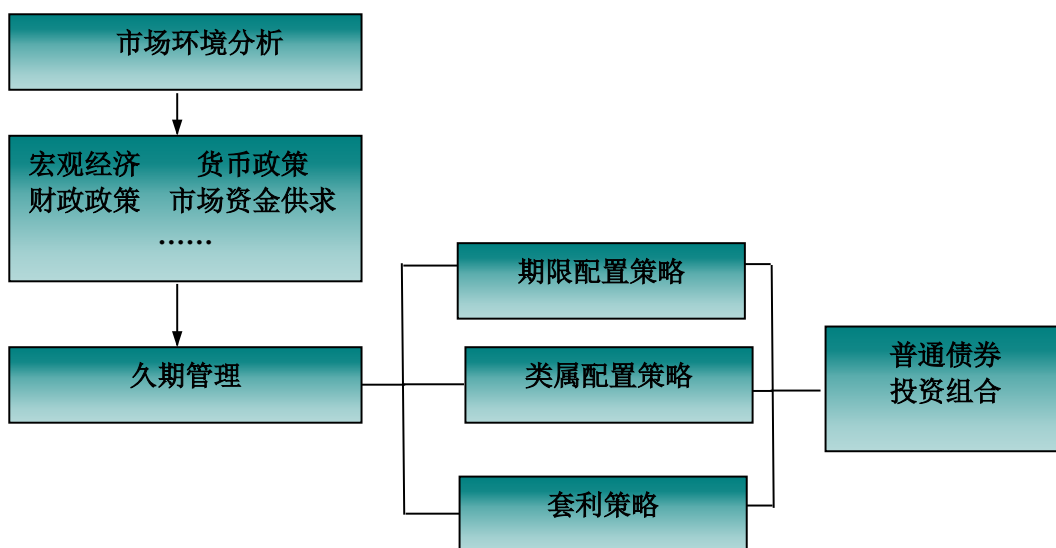 市场环境分析
宏观经济 货币政策
财政政策 市场资金供求
……
久期管理
期限配置策略
类属配置策略
套利策略
普通债券
投资组合